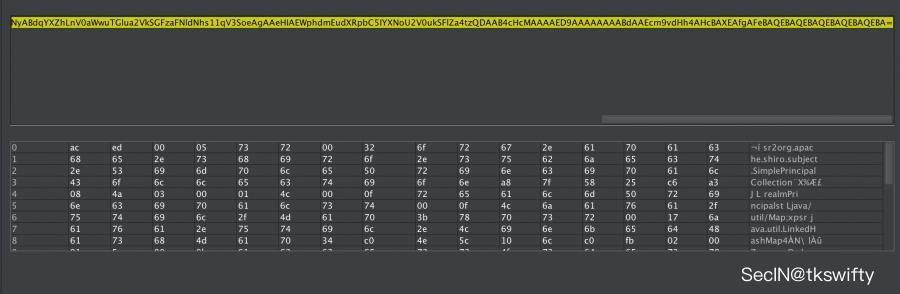 NyABdqYXZhLnV0aWwuTGlua2VkSGFzaFNldNhs11qV3SoeAgAAeHIAEWphdmEudXRpbC5IYXNoU2V0ukSFlZa4tzQDAAB4cHcMAAAAED9AAAAAAAABdAAEcm9vdHh4AHcBAXEAfgAFeBAQEBAQEBAQEBAQEBAQEBAQEBA=
0 ac ed 00 05 73 72 00 32 6f 72 67 2e 61 70 61 63 ¬í sr2org.apac
1 68 65 2e 73 68 69 72 6f 2e 73 75 62 6a 65 63 74 he.shiro.subject
2 2e 53 69 6d 70 6c 65 50 72 69 6e 63 69 70 61 6c .SimplePrincipal
3 43 6f 6c 6c 65 63 74 69 6f 6e a8 7f 58 25 c6 a3 Collection¨X%Æ£
4 08 4a 03 00 01 4c 00 0f 72 65 61 6c 6d 50 72 69 J L realmPri
5 6e 63 69 70 61 6c 73 74 00 0f 4c 6a 61 76 61 2f ncipalst Ljava/
6 75 74 69 6c 2f 4d 61 70 3b 78 70 73 72 00 17 6a util/Map;xpsr j
7 61 76 61 2e 75 74 69 6c 2e 4c 69 6e 6b 65 64 48 ava.util.LinkedH
8 61 73 68 4d 61 70 34 c0 4e 5c 10 6c c0 fb 02 00 ashMap4ÀN\ lÀû
SecIN@tkswifty